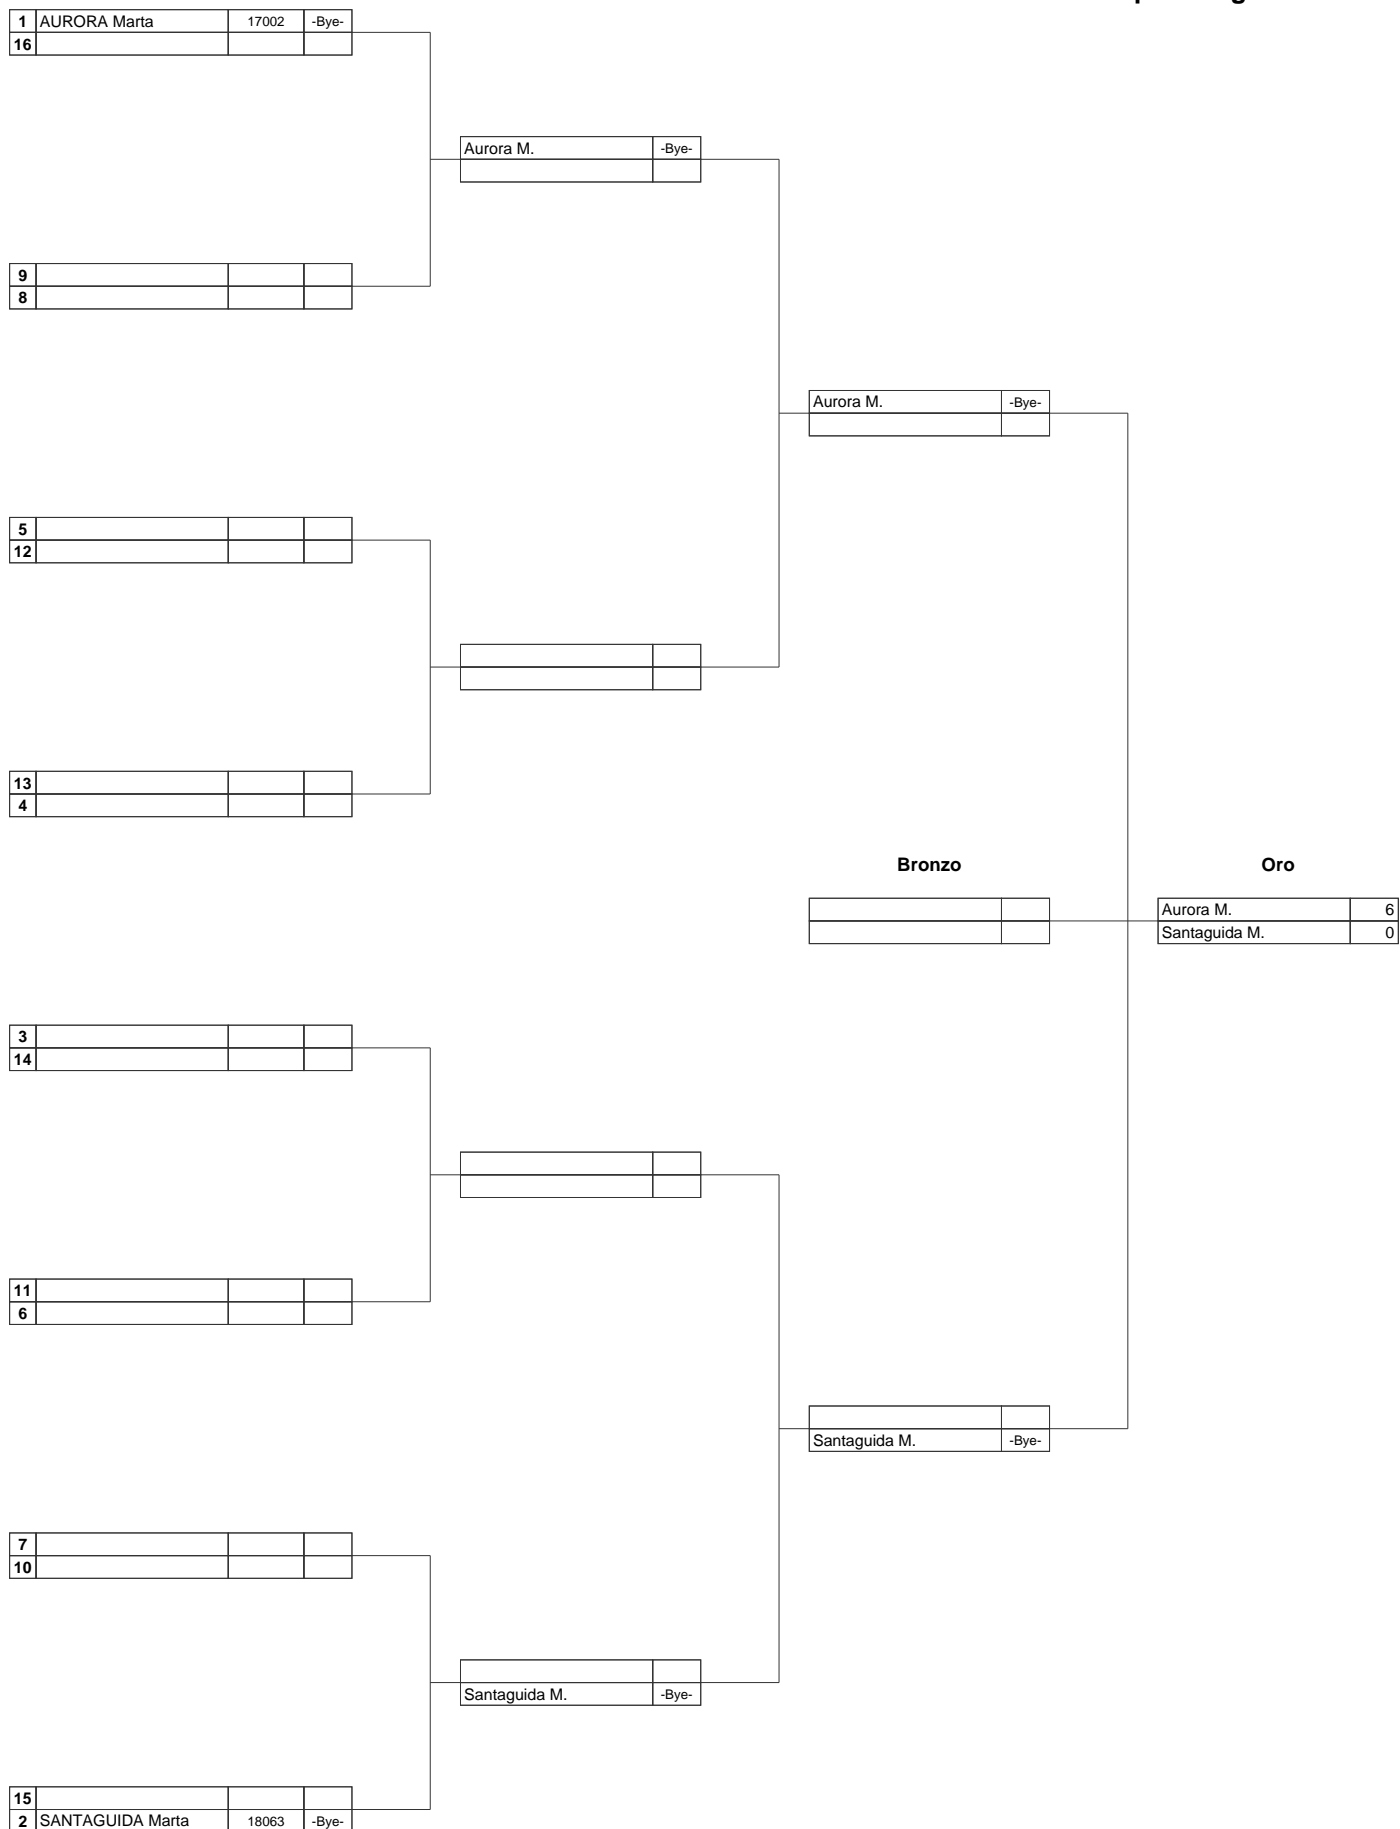 1 AURORA Marta 17002 -Bye-
16
Aurora M. -Bye-
9
8
Aurora M. -Bye-
5
12
13
4
Bronzo Oro
Aurora M. 6
Santaguida M. 0
3
14
11
6
Santaguida M. -Bye-
7
10
Santaguida M. -Bye-
15
2 SANTAGUIDA Marta 18063 -Bye-